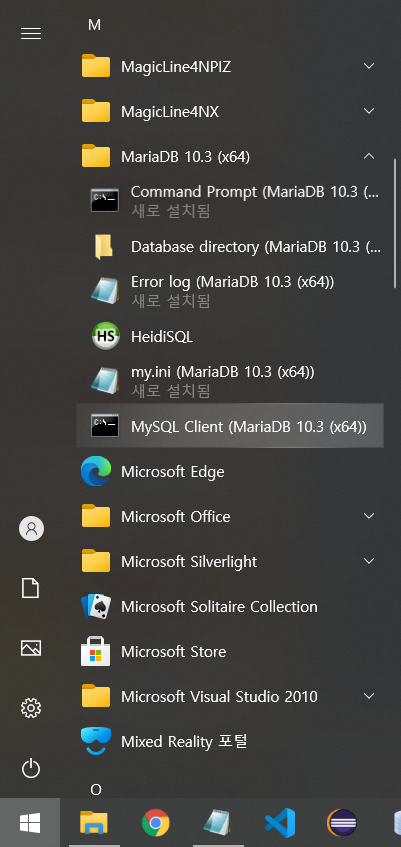 M
MagicLine4NPIZ
MagicLine4NX
MariaDB 10.3 (x64)
Command Prompt (MariaDB 10.3 (...
새로 설치됨
Database directory (MariaDB 10.3 (...
Error log (MariaDB 10.3 (x64))
새로 설치됨
HS
HeidiSQL
my.ini (MariaDB 10.3 (x64))
새로 설치됨
MySQL Client (MariaDB 10.3 (x64))
Microsoft Edge
Microsoft Office
Microsoft Silverlight
Microsoft Solitaire Collection
Microsoft Store
Microsoft Visual Studio 2010
Mixed Reality 포털
O